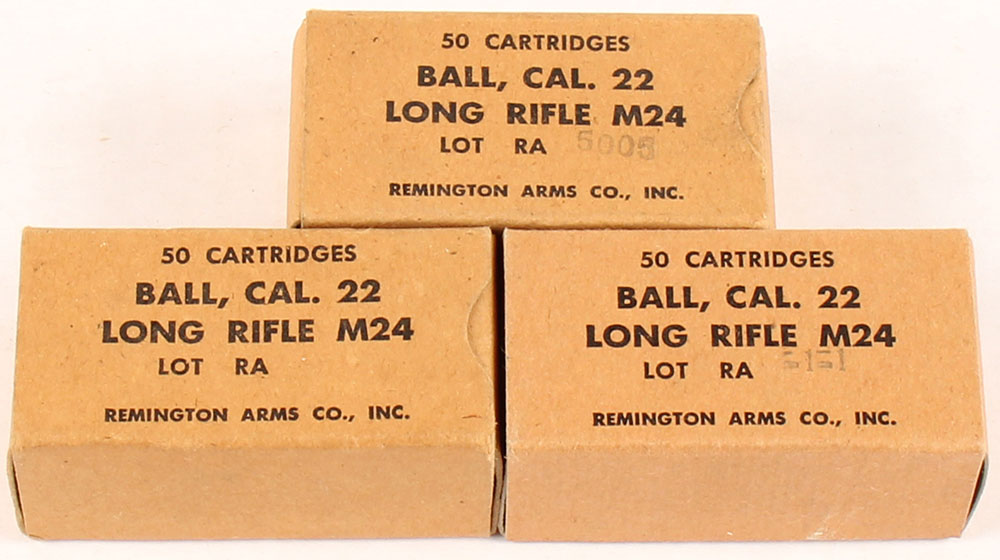 50 CARTRIDGES
BALL, CAL. 22
LONG RIFLE M24
LOT RA 5005
REMINGTON ARMS CO., INC.
50 CARTRIDGES
BALL, CAL. 22
LONG RIFLE M24
LOT RA
REMINGTON ARMS CO., INC.
50 CARTRIDGES
BALL, CAL. 22
LONG RIFLE M24
LOT RA
REMINGTON ARMS CO., INC.